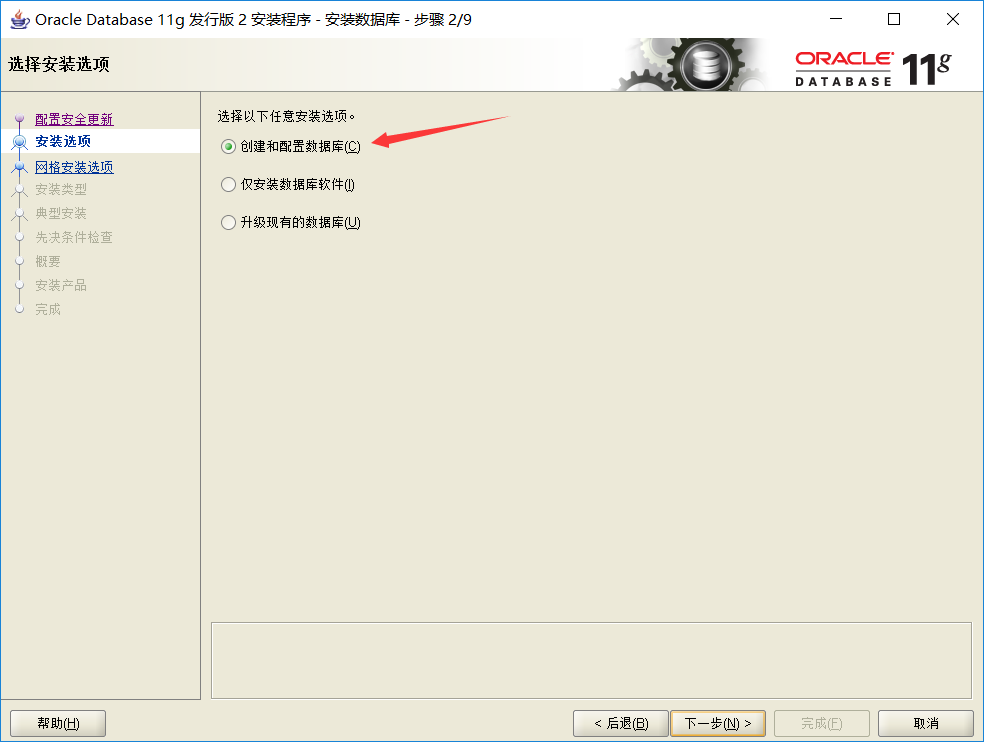 Oracle Database 11g 发行版 2 安装程序 - 安装数据库 - 步骤 2/9
选择安装选项
ORACLE
DATABASE 11g
配置安全更新
安装选项
网格安装选项
安装类型
典型安装
先决条件检查
概要
安装产品
完成
选择以下任意安装选项。
创建和配置数据库(C)
仅安装数据库软件(I)
升级现有的数据库(U)
帮助(H)
< 后退(B)
下一步(N) >
完成(F)
取消